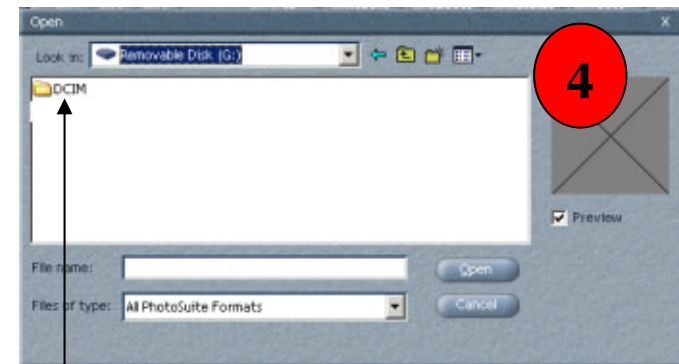 Open X
Look in: Removable Disk (G:)
4
DCIM
Preview
File name: Open
Files of type: All PhotoSuite Formats Cancel